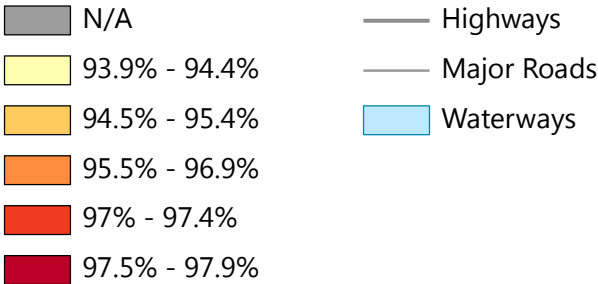 N/A
93.9% - 94.4%
94.5% - 95.4%
95.5% - 96.9%
97% - 97.4%
97.5% - 97.9%
Highways
Major Roads
Waterways